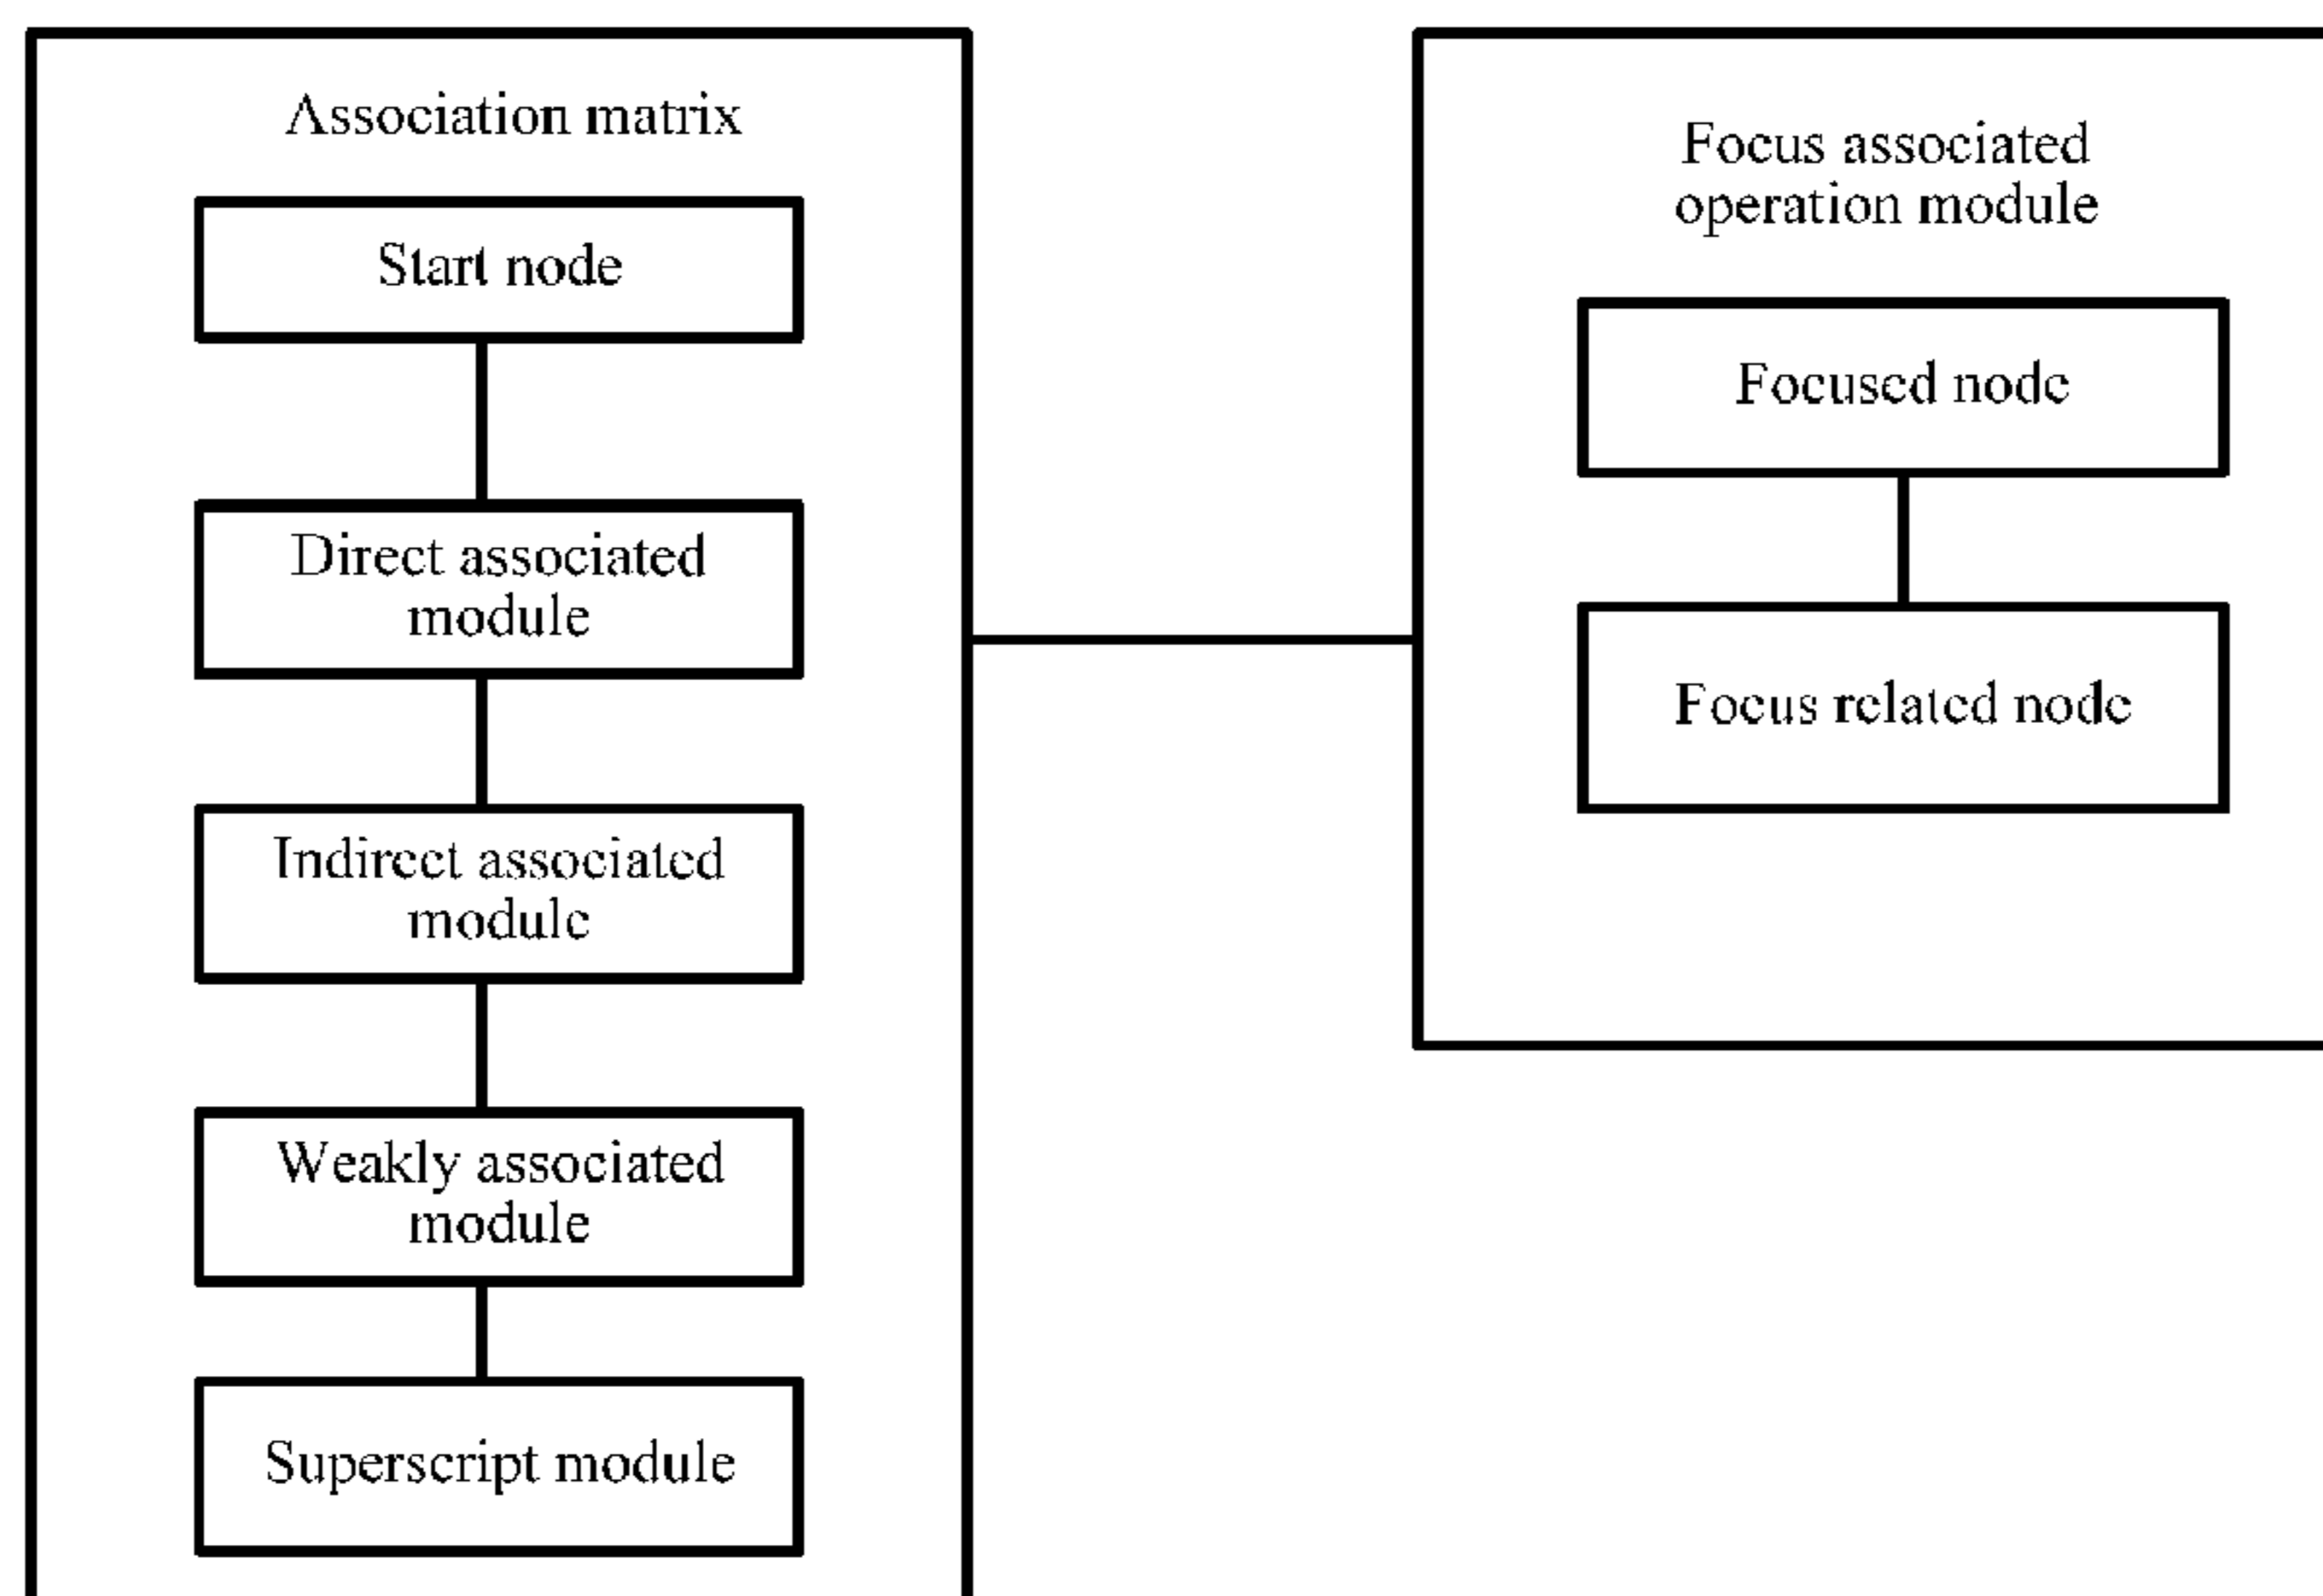 Association matrix
Start node
Direct associated
module
Indirect associated
module
Weakly associated
module
Superscript module
Focus associated
operation module
Focused node
Focus related node